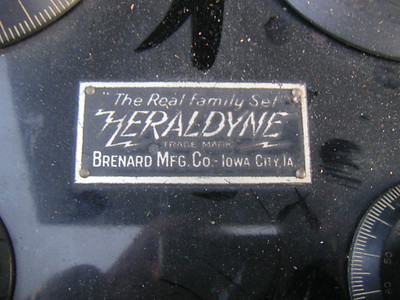 "The Real Family Set"
HERALDYNE
TRADE MARK
BRENARD MFG. CO. - IOWA CITY, IA